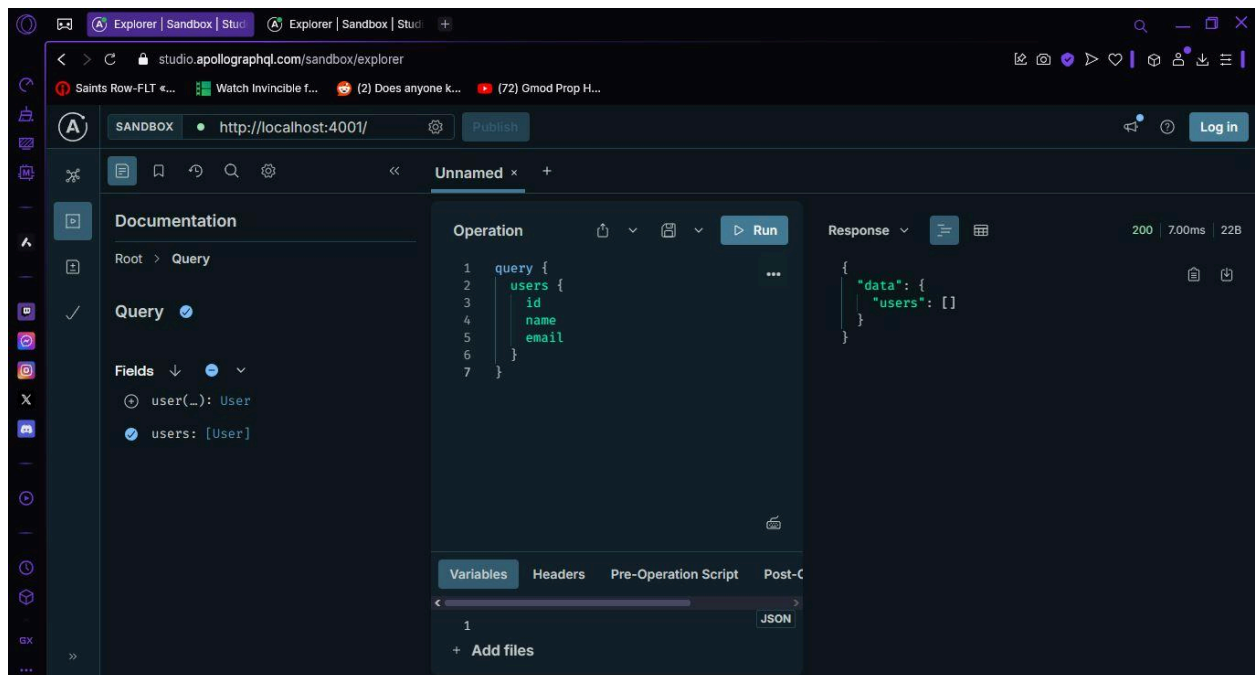 Explorer | Sandbox | Stud
Explorer | Sandbox | Studi
studio.apollographql.com/sandbox/explorer
Saints Row-FLT «...
Watch Invincible f...
(2) Does anyone k...
(72) Gmod Prop H...
SANDBOX
http://localhost:4001/
Publish
Log in
Unnamed ×
Documentation
Root > Query
Query
Fields
user(…): User
users: [User]
Operation
Run
1 query {
2 users {
3 id
4 name
5 email
6 }
7 }
Response
200 | 7.00ms | 22B
{
"data": {
"users": []
}
}
Variables
Headers
Pre-Operation Script
Post-O
1
JSON
+ Add files
GX